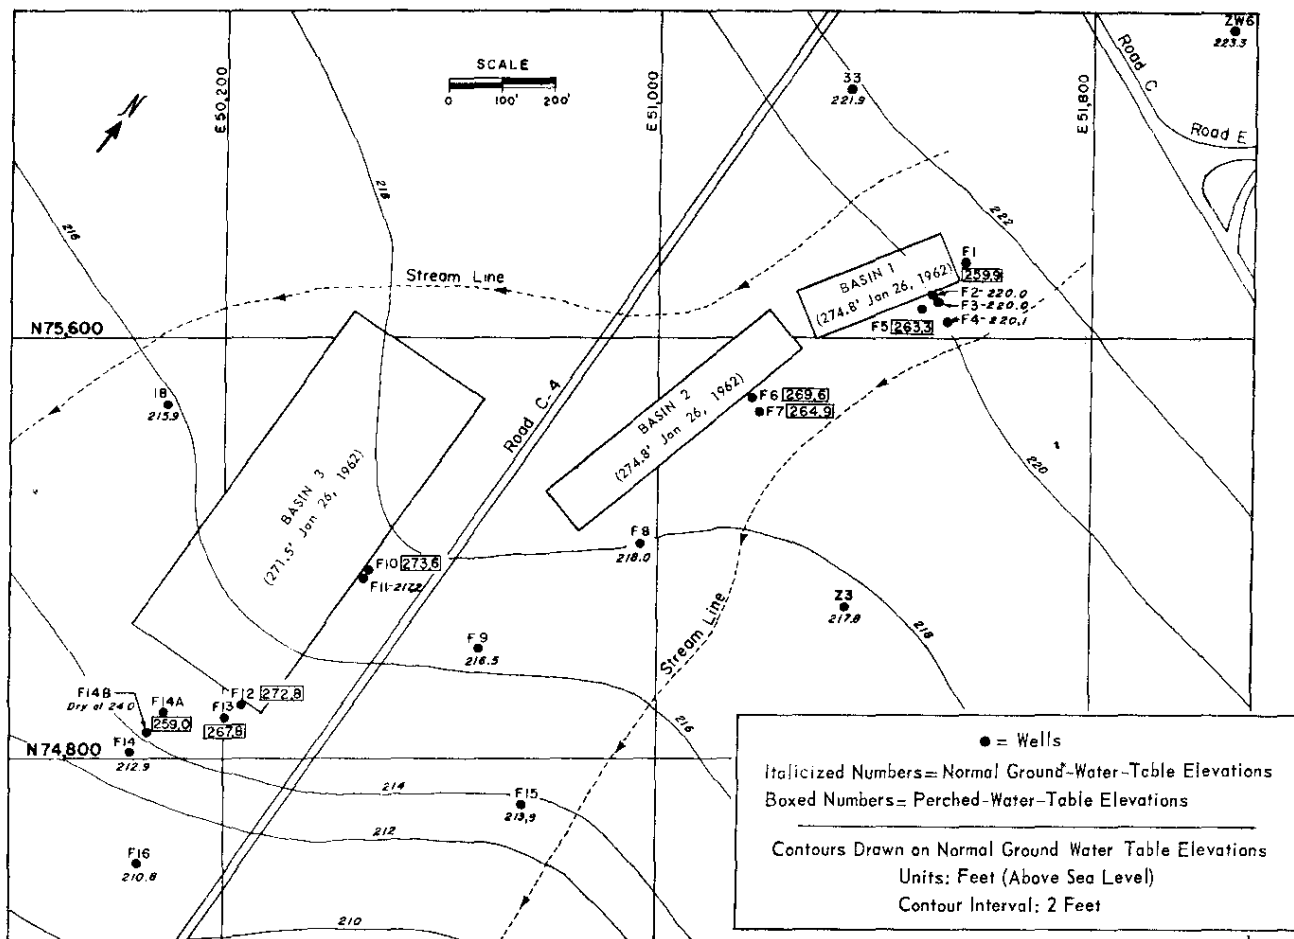 ZW6
223.3
Road C
Road E
SCALE
0 100' 200'
N
E 50,200
E 51,000
E 51,800
33
221.9
218
216
222
Stream Line
F1
259.9
BASIN 1
(274.8' Jan 26, 1962)
F2-220.0
F3-220.0
F4-220.1
F5 263.3
N75,600
18
215.9
Road C-4
BASIN 2
(274.8' Jan 26, 1962)
F6 269.6
F7 264.9
220
BASIN 3
(271.5' Jan 26, 1962)
F8
218.0
F10 273.6
F11-217.2
Z3
217.8
218
Stream Line
F9
216.5
216
F14B
Dry at 24.0
F14A
259.0
F12 272.8
F13
267.8
F14
212.9
N74,800
214
F15
213.9
212
F16
210.8
210
= Wells
Italicized Numbers = Normal Ground-Water-Table Elevations
Boxed Numbers = Perched-Water-Table Elevations
Contours Drawn on Normal Ground Water Table Elevations
Units: Feet (Above Sea Level)
Contour Interval: 2 Feet